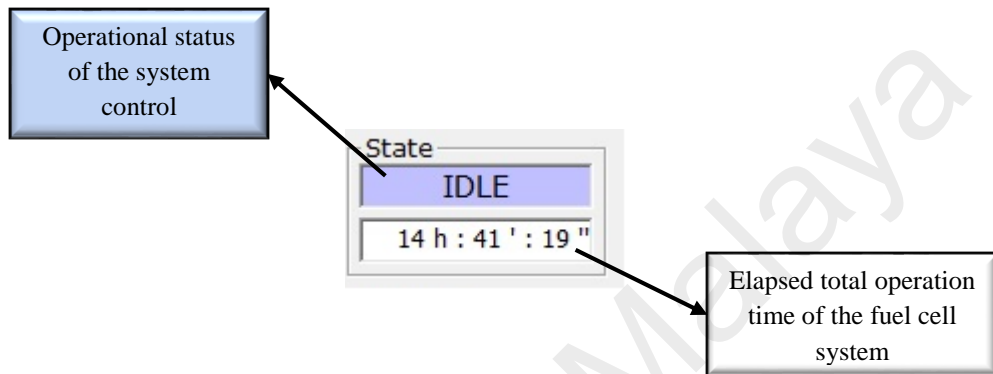 Operational status
of the system
control
State
IDLE
14 h : 41 ' : 19 "
Elapsed total operation
time of the fuel cell
system
Malaya